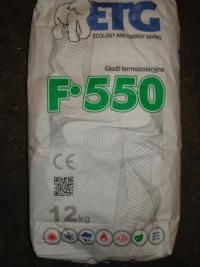 ETG
ECOLOGY AND ENERGY SAVING
Gładź termoizolacyjna
F·550
CE
12kg